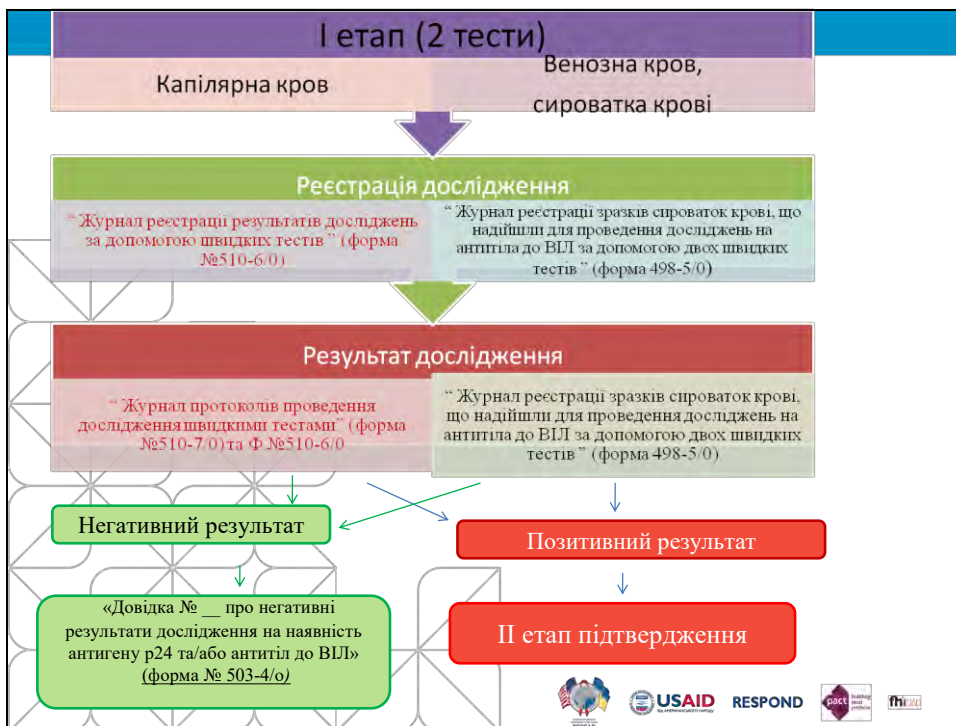 І етап (2 тести)
Капілярна кров
Венозна кров,
сироватка крові
Реєстрація дослідження
“ Журнал реєстрації результатів досліджень
за допомогою швидких тестів ” (форма
№510-6/0)
“ Журнал реєстрації зразків сироваток крові, що
надійшли для проведення досліджень на
антитіла до ВІЛ за допомогою двох швидких
тестів ” (форма 498-5/0)
Результат дослідження
“ Журнал протоколів проведення
дослідження швидкими тестами” (форма
№510-7/0) та Ф.№510-6/0
“ Журнал реєстрації зразків сироваток крові,
що надійшли для проведення досліджень на
антитіла до ВІЛ за допомогою двох швидких
тестів ” (форма 498-5/0)
Негативний результат
Позитивний результат
«Довідка № __ про негативні
результати дослідження на наявність
антигену р24 та/або антитіл до ВІЛ»
(форма № 503-4/о)
ІІ етап підтвердження
USAID
ВІД АМЕРИКАНСЬКОГО НАРОДУ
RESPOND
pact
fhi